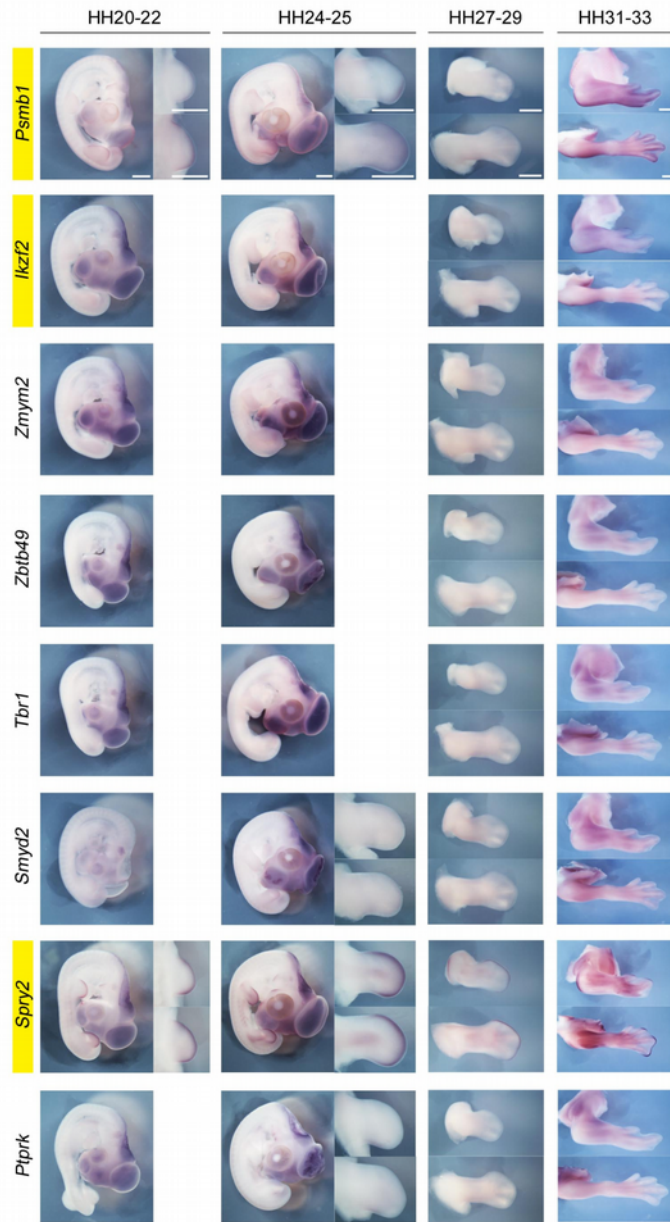 HH20-22 HH24-25 HH27-29 HH31-33
Psmb1
Ikzf2
Zmym2
Zbtb49
Tbr1
Smyd2
Spry2
Ptprk